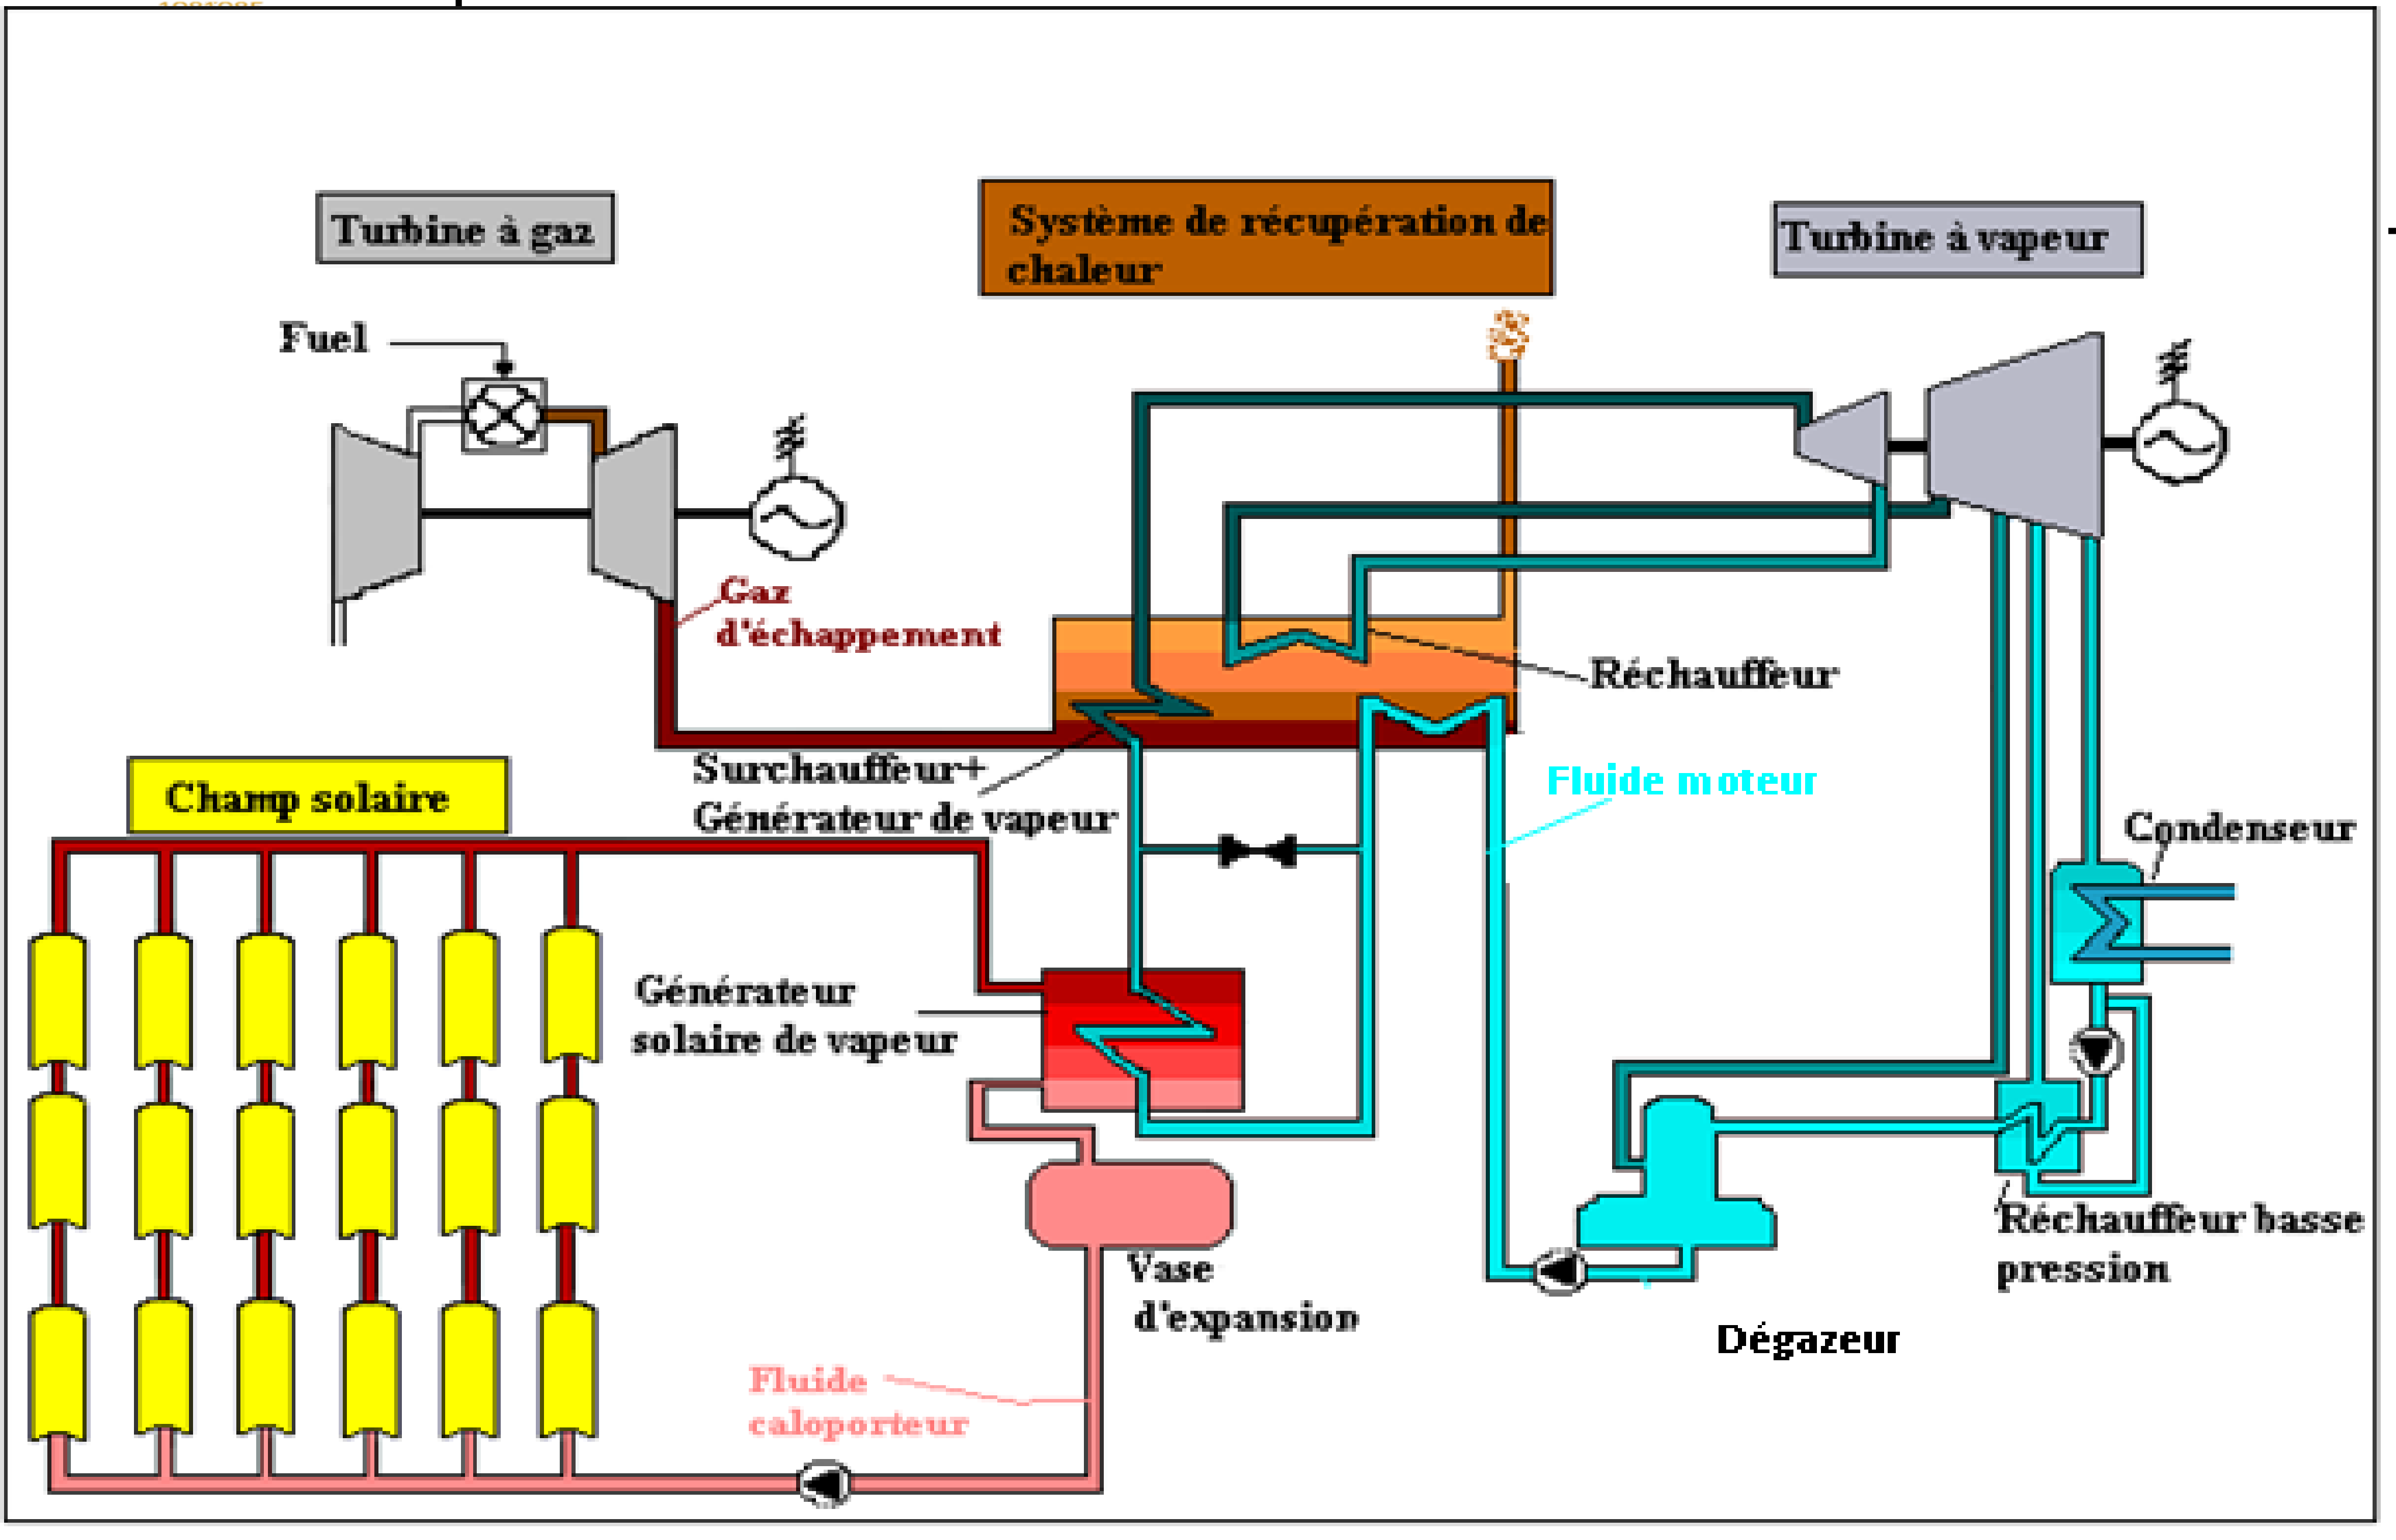 Turbine à gaz
Système de récupération de
chaleur
Turbine à vapeur
Fuel
Gaz
d'échappement
Réchauffeur
Surchauffeur+
Générateur de vapeur
Fluide moteur
Champ solaire
Condenseur
Générateur
solaire de vapeur
Réchauffeur basse
pression
Vase
d'expansion
Dégazeur
Fluide
caloporteur